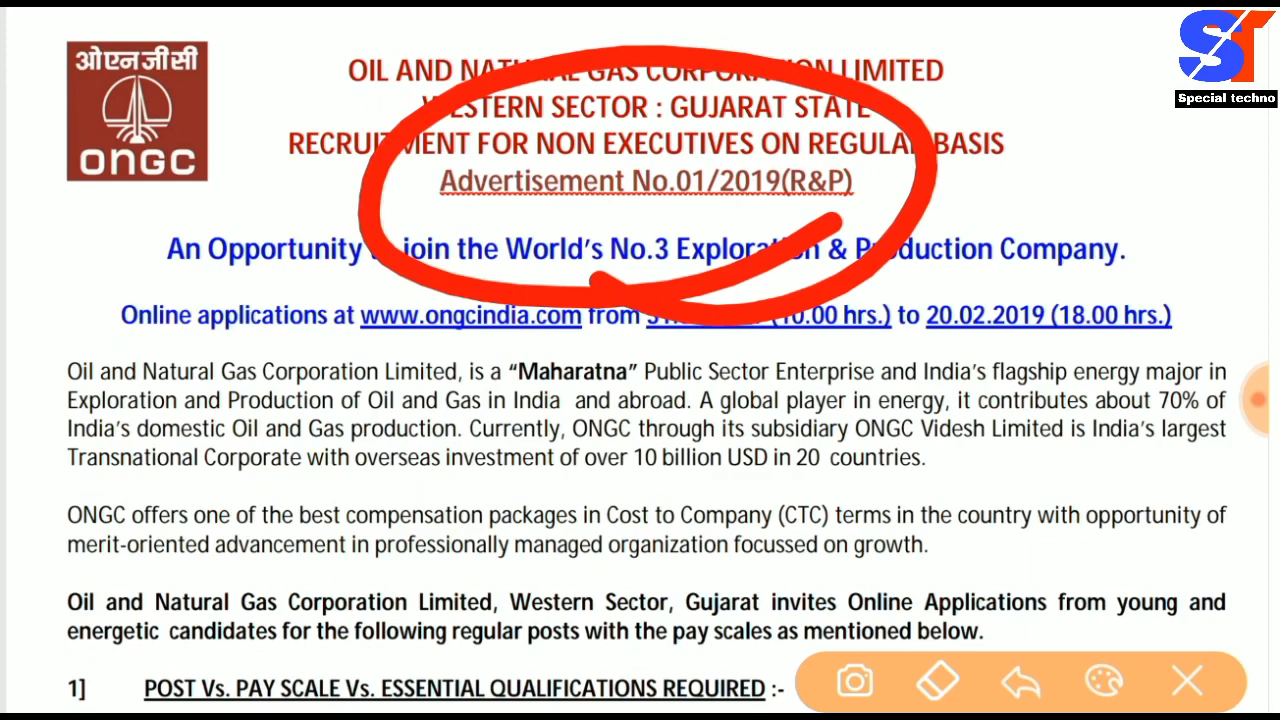 ओएनजीसी
ONGC
ST
Special techno
OIL AND NATURAL GAS CORPORATION LIMITED
WESTERN SECTOR : GUJARAT STATE
RECRUITMENT FOR NON EXECUTIVES ON REGULAR BASIS
Advertisement No.01/2019(R&P)
An Opportunity join the World's No.3 Exploration & Production Company.
Online applications at www.ongcindia.com from (10.00 hrs.) to 20.02.2019 (18.00 hrs.)
Oil and Natural Gas Corporation Limited, is a “Maharatna” Public Sector Enterprise and India's flagship energy major in
Exploration and Production of Oil and Gas in India and abroad. A global player in energy, it contributes about 70% of
India's domestic Oil and Gas production. Currently, ONGC through its subsidiary ONGC Videsh Limited is India's largest
Transnational Corporate with overseas investment of over 10 billion USD in 20 countries.
ONGC offers one of the best compensation packages in Cost to Company (CTC) terms in the country with opportunity of
merit-oriented advancement in professionally managed organization focussed on growth.
Oil and Natural Gas Corporation Limited, Western Sector, Gujarat invites Online Applications from young and
energetic candidates for the following regular posts with the pay scales as mentioned below.
1] POST Vs. PAY SCALE Vs. ESSENTIAL QUALIFICATIONS REQUIRED :-